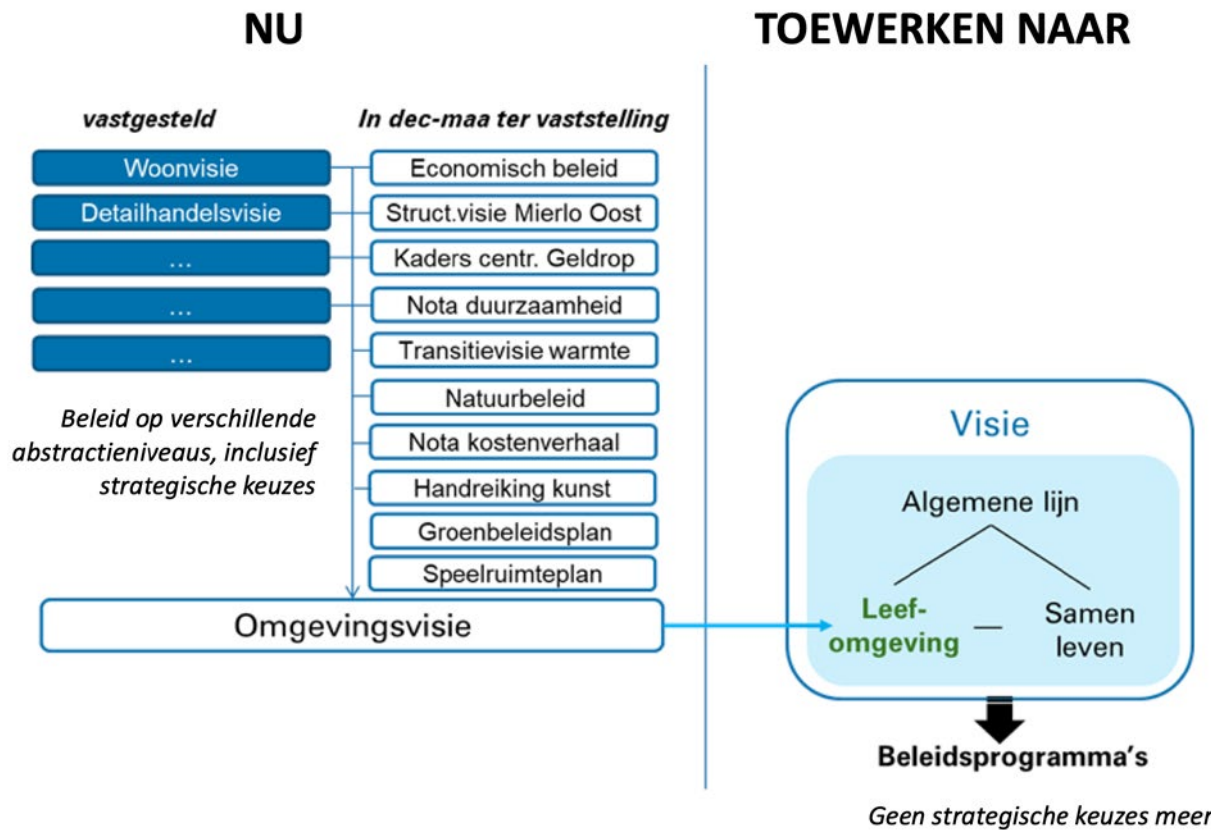 NU
TOEWERKEN NAAR
vastgesteld
In dec-maa ter vaststelling
Woonvisie
Economisch beleid
Detailhandelsvisie
Struct.visie Mierlo Oost
...
Kaders centr. Geldrop
...
Nota duurzaamheid
...
Transitievisie warmte
Natuurbeleid
Nota kostenverhaal
Handreiking kunst
Groenbeleidsplan
Speelruimteplan
Beleid op verschillende
abstractieniveaus, inclusief
strategische keuzes
Omgevingsvisie
Visie
Algemene lijn
Leef-
omgeving
—
Samen
leven
Beleidsprogramma's
Geen strategische keuzes meer